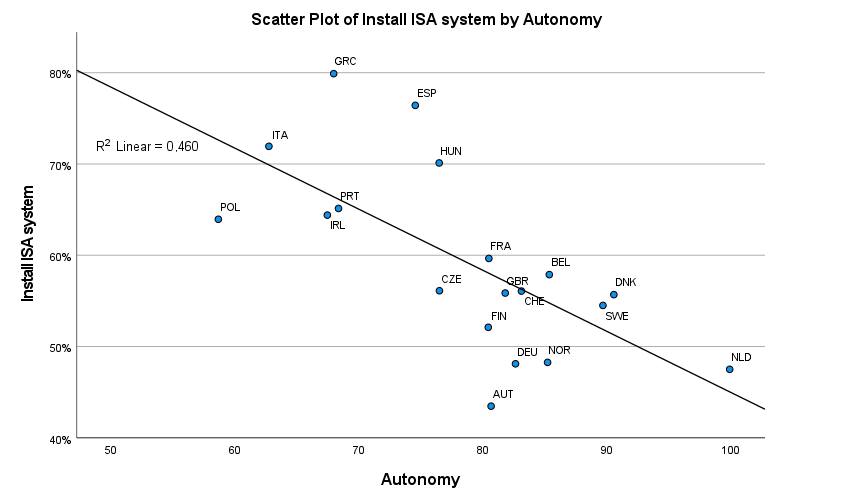 Scatter Plot of Install ISA system by Autonomy
Install ISA system
80%
70%
60%
50%
40%
R2 Linear = 0,460
GRC
ESP
ITA
HUN
PRT
POL
IRL
FRA
BEL
CZE
GBR
DNK
CHE
FIN
SWE
DEU
NOR
NLD
AUT
50 60 70 80 90 100
Autonomy